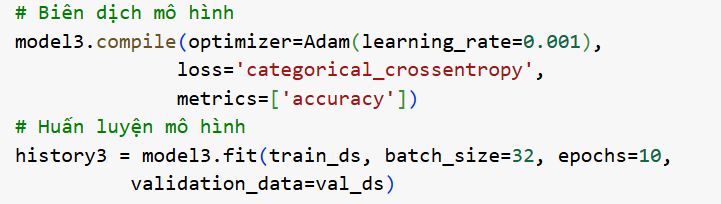 # Biên dịch mô hình
model3.compile(optimizer=Adam(learning_rate=0.001),
              loss='categorical_crossentropy',
              metrics=['accuracy'])
# Huấn luyện mô hình
history3 = model3.fit(train_ds, batch_size=32, epochs=10,
          validation_data=val_ds)